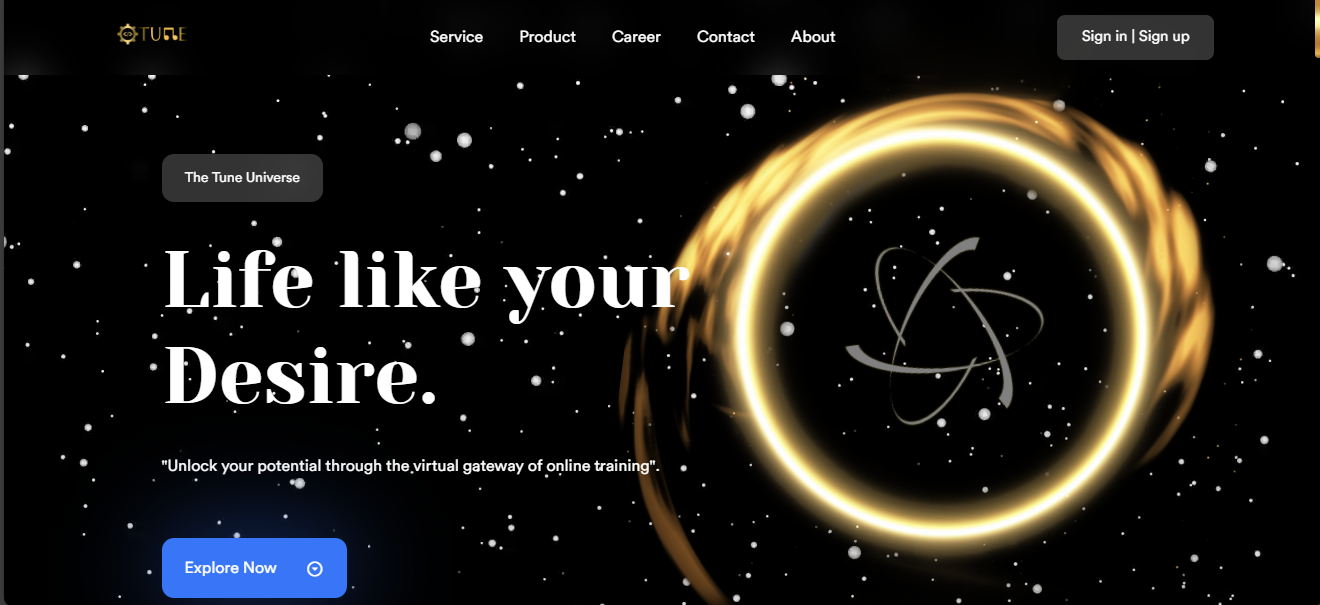 TUNE
Service
Product
Career
Contact
About
Sign in | Sign up
The Tune Universe
Life like your
Desire.
"Unlock your potential through the virtual gateway of online training".
Explore Now